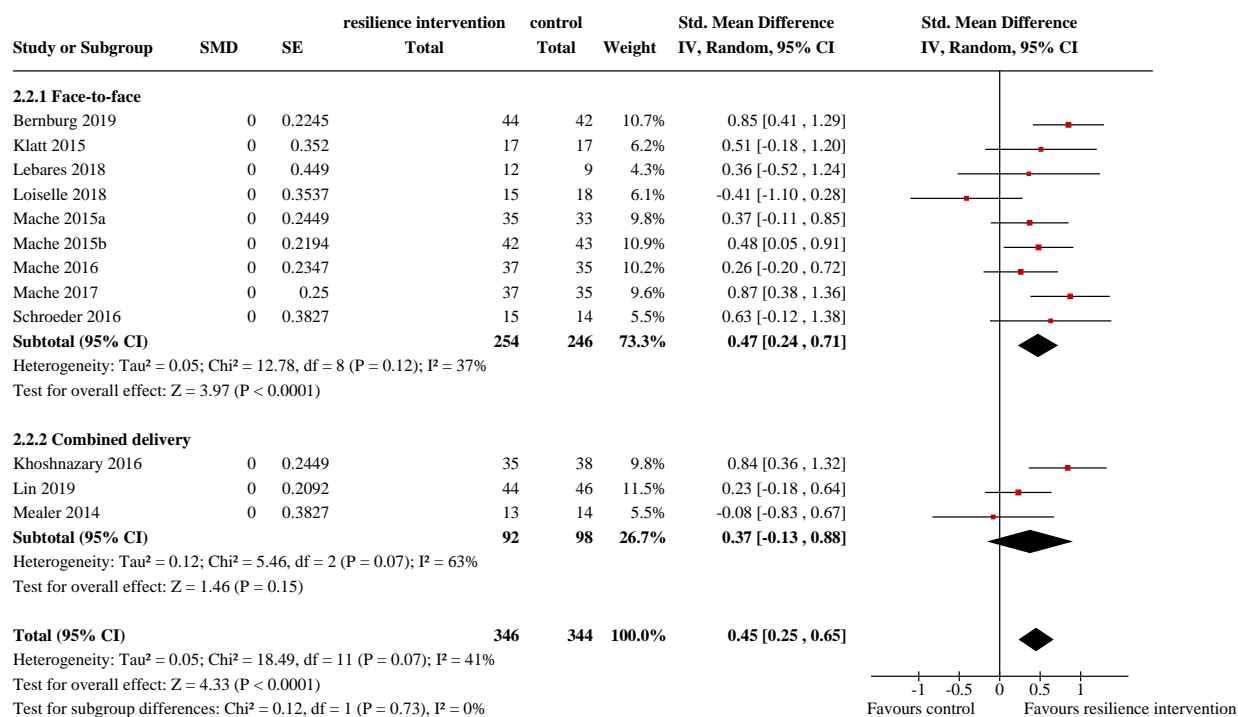 resilience intervention control Std. Mean Difference Std. Mean Difference
Study or Subgroup SMD SE Total Total Weight IV, Random, 95% CI IV, Random, 95% CI
2.2.1 Face-to-face
Bernburg 2019 0 0.2245 44 42 10.7% 0.85 [0.41 , 1.29]
Klatt 2015 0 0.352 17 17 6.2% 0.51 [-0.18 , 1.20]
Lebares 2018 0 0.449 12 9 4.3% 0.36 [-0.52 , 1.24]
Loiselle 2018 0 0.3537 15 18 6.1% -0.41 [-1.10 , 0.28]
Mache 2015a 0 0.2449 35 33 9.8% 0.37 [-0.11 , 0.85]
Mache 2015b 0 0.2194 42 43 10.9% 0.48 [0.05 , 0.91]
Mache 2016 0 0.2347 37 35 10.2% 0.26 [-0.20 , 0.72]
Mache 2017 0 0.25 37 35 9.6% 0.87 [0.38 , 1.36]
Schroeder 2016 0 0.3827 15 14 5.5% 0.63 [-0.12 , 1.38]
Subtotal (95% CI) 254 246 73.3% 0.47 [0.24 , 0.71]
Heterogeneity: Tau² = 0.05; Chi² = 12.78, df = 8 (P = 0.12); I² = 37%
Test for overall effect: Z = 3.97 (P < 0.0001)
2.2.2 Combined delivery
Khoshnazary 2016 0 0.2449 35 38 9.8% 0.84 [0.36 , 1.32]
Lin 2019 0 0.2092 44 46 11.5% 0.23 [-0.18 , 0.64]
Mealer 2014 0 0.3827 13 14 5.5% -0.08 [-0.83 , 0.67]
Subtotal (95% CI) 92 98 26.7% 0.37 [-0.13 , 0.88]
Heterogeneity: Tau² = 0.12; Chi² = 5.46, df = 2 (P = 0.07); I² = 63%
Test for overall effect: Z = 1.46 (P = 0.15)
Total (95% CI) 346 344 100.0% 0.45 [0.25 , 0.65]
Heterogeneity: Tau² = 0.05; Chi² = 18.49, df = 11 (P = 0.07); I² = 41%
Test for overall effect: Z = 4.33 (P < 0.0001)
-1 -0.5 0 0.5 1
Test for subgroup differences: Chi² = 0.12, df = 1 (P = 0.73), I² = 0%
Favours control Favours resilience intervention